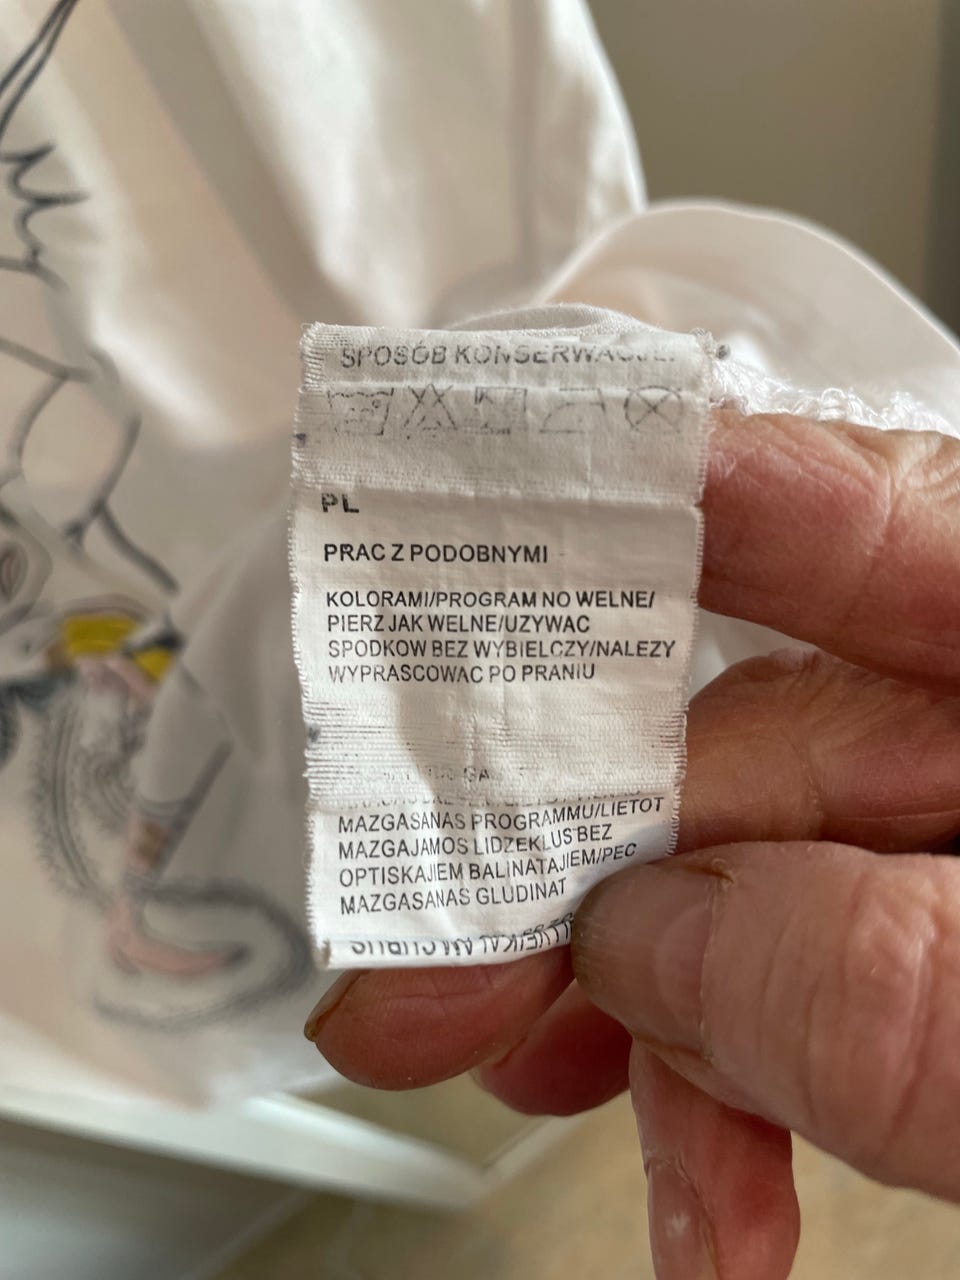 SPOSÓB KONSERWACJI:
PL
PRAC Z PODOBNYMI
KOLORAMI/PROGRAM NO WELNE/
PIERZ JAK WELNE/UZYWAC
SPODKOW BEZ WYBIELCZY/NALEZY
WYPRASCOWAC PO PRANIU
MAZGASANAS PROGRAMMU/LIETOT
MAZGAJAMOS LIDZEKLUS BEZ
OPTISKAJIEM BALINATAJIEM/PEC
MAZGASANAS GLUDINAT